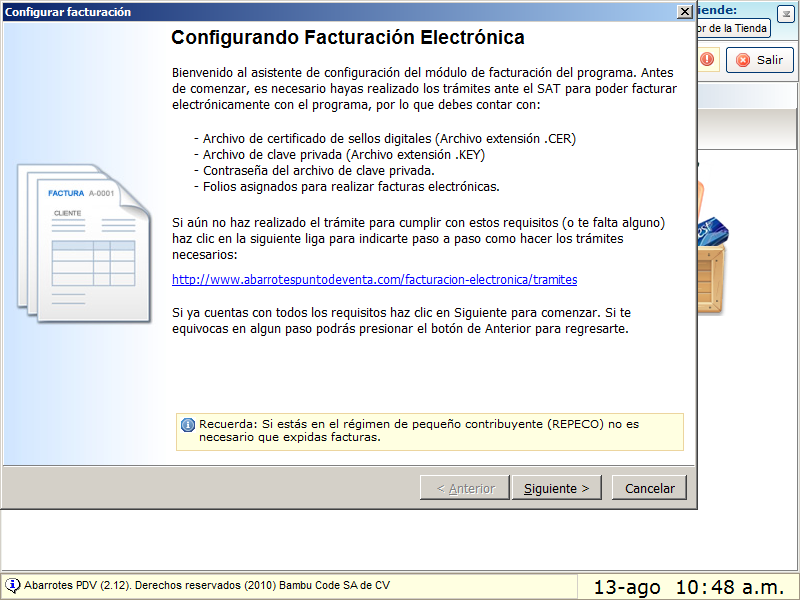 Configurar facturación
iende:
or de la Tienda
Salir
Configurando Facturación Electrónica
Bienvenido al asistente de configuración del módulo de facturación del programa. Antes
de comenzar, es necesario hayas realizado los trámites ante el SAT para poder facturar
electrónicamente con el programa, por lo que debes contar con:
- Archivo de certificado de sellos digitales (Archivo extensión .CER)
- Archivo de clave privada (Archivo extensión .KEY)
- Contraseña del archivo de clave privada.
- Folios asignados para realizar facturas electrónicas.
FACTURA A-0001
CLIENTE
Si aún no haz realizado el trámite para cumplir con estos requisitos (o te falta alguno)
haz clic en la siguiente liga para indicarte paso a paso como hacer los trámites
necesarios:
http://www.abarrotespuntodeventa.com/facturacion-electronica/tramites
Si ya cuentas con todos los requisitos haz clic en Siguiente para comenzar. Si te
equivocas en algun paso podrás presionar el botón de Anterior para regresarte.
Recuerda: Si estás en el régimen de pequeño contribuyente (REPECO) no es
necesario que expidas facturas.
< Anterior
Siguiente >
Cancelar
Abarrotes PDV (2.12). Derechos reservados (2010) Bambu Code SA de CV
13-ago 10:48 a.m.